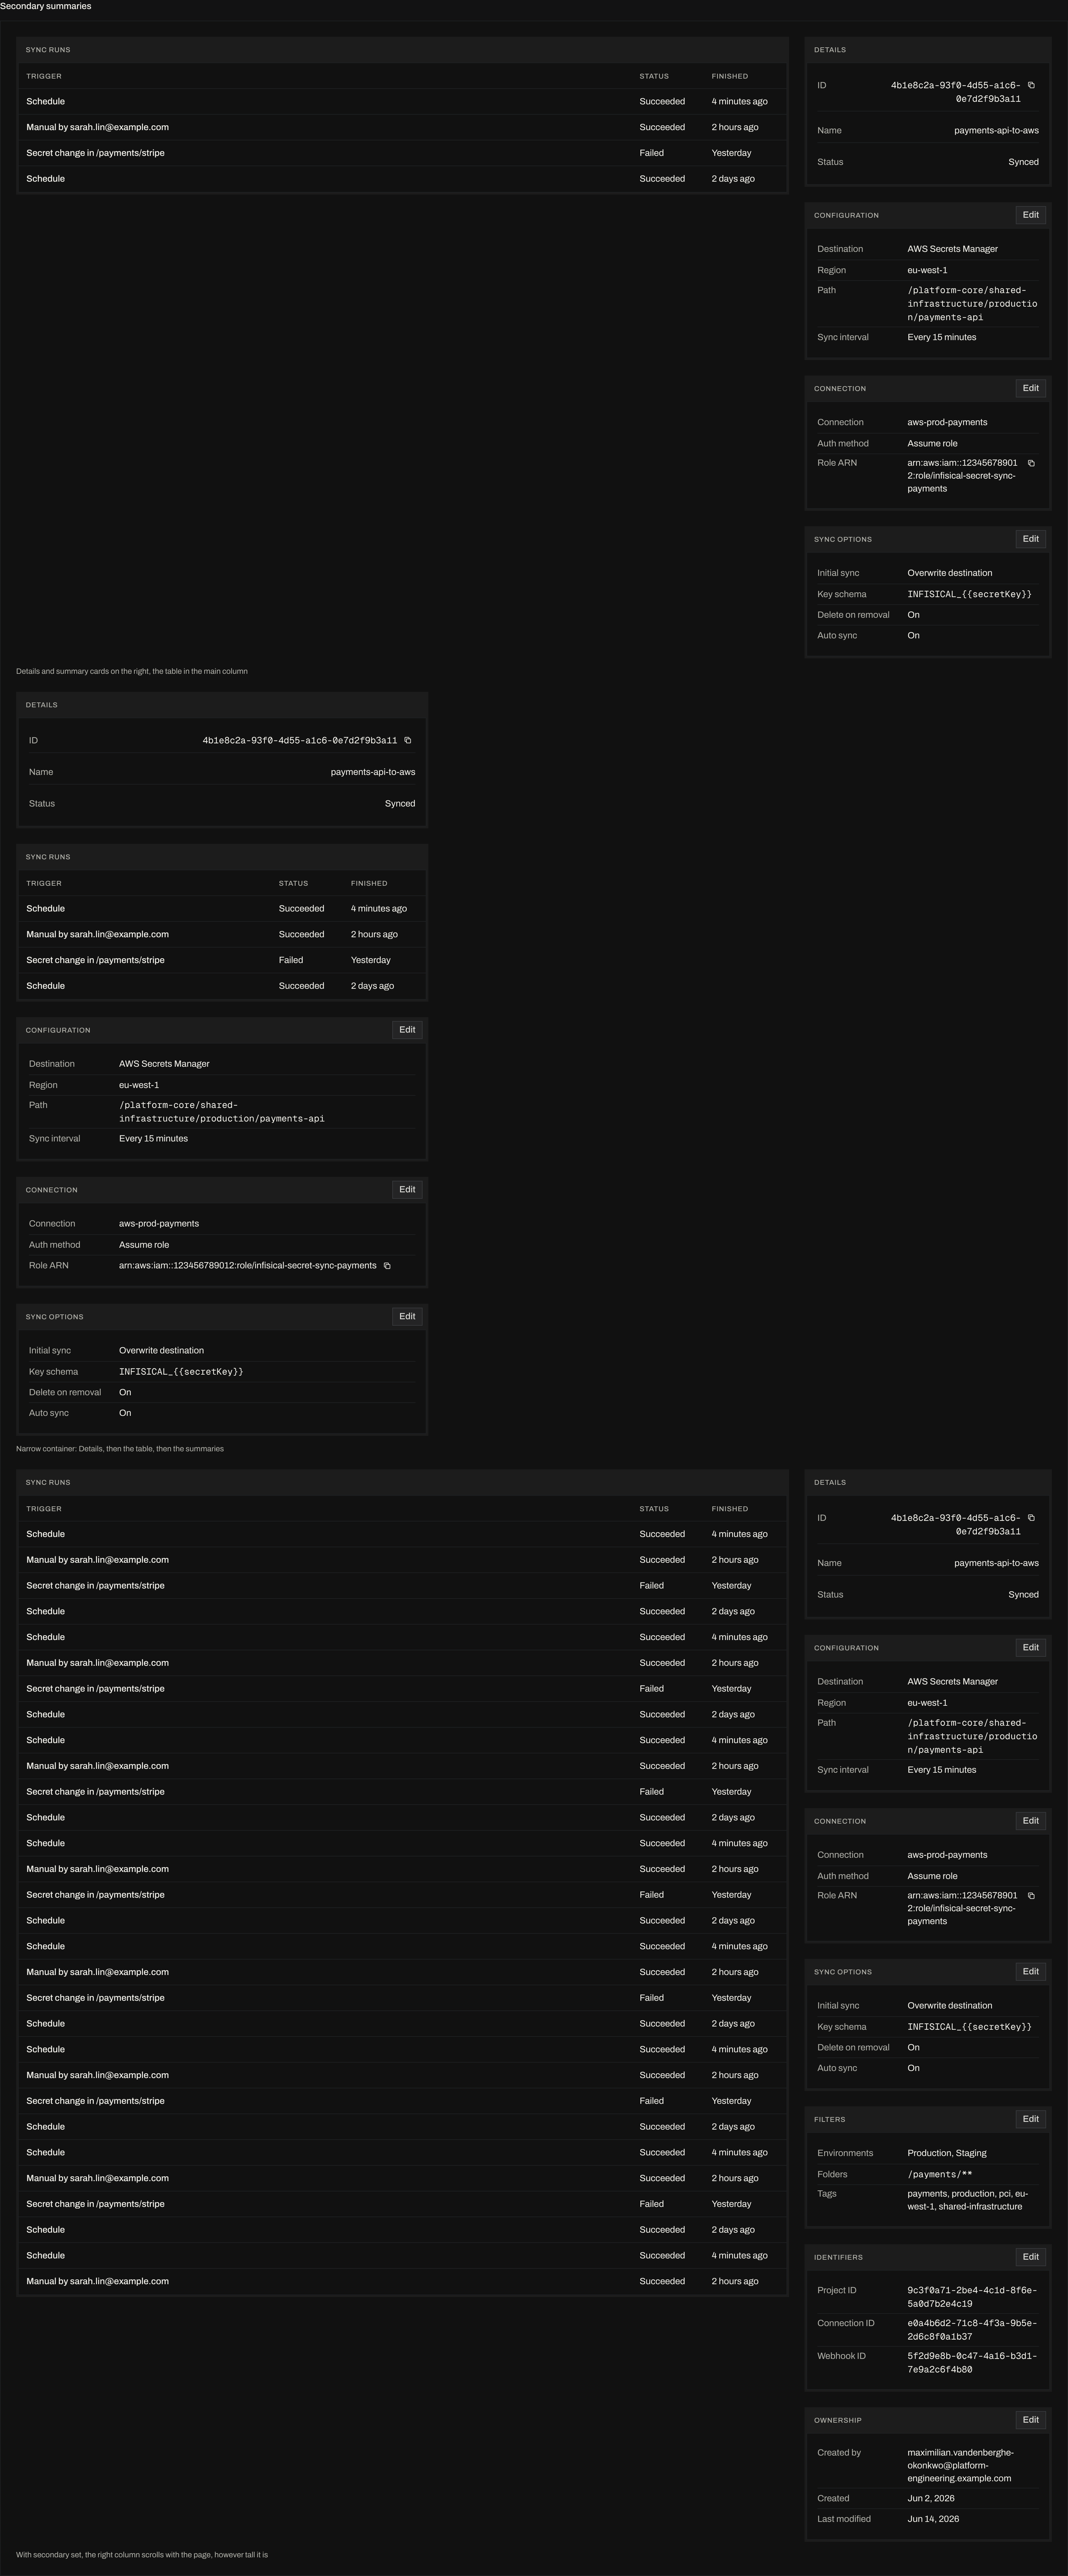 Secondary summaries
SYNC RUNS
TRIGGER STATUS FINISHED
Schedule Succeeded 4 minutes ago
Manual by sarah.lin@example.com Succeeded 2 hours ago
Secret change in /payments/stripe Failed Yesterday
Schedule Succeeded 2 days ago
DETAILS
ID 4b1e8c2a-93f0-4d55-a1c6-
0e7d2f9b3a11
Name payments-api-to-aws
Status Synced
CONFIGURATION Edit
Destination AWS Secrets Manager
Region eu-west-1
Path /platform-core/shared-
infrastructure/productio
n/payments-api
Sync interval Every 15 minutes
CONNECTION Edit
Connection aws-prod-payments
Auth method Assume role
Role ARN arn:aws:iam::12345678901
2:role/infisical-secret-sync-
payments
SYNC OPTIONS Edit
Initial sync Overwrite destination
Key schema INFISICAL_{{secretKey}}
Delete on removal On
Auto sync On
Details and summary cards on the right, the table in the main column
DETAILS
ID 4b1e8c2a-93f0-4d55-a1c6-0e7d2f9b3a11
Name payments-api-to-aws
Status Synced
SYNC RUNS
TRIGGER STATUS FINISHED
Schedule Succeeded 4 minutes ago
Manual by sarah.lin@example.com Succeeded 2 hours ago
Secret change in /payments/stripe Failed Yesterday
Schedule Succeeded 2 days ago
CONFIGURATION Edit
Destination AWS Secrets Manager
Region eu-west-1
Path /platform-core/shared-
infrastructure/production/payments-api
Sync interval Every 15 minutes
CONNECTION Edit
Connection aws-prod-payments
Auth method Assume role
Role ARN arn:aws:iam::123456789012:role/infisical-secret-sync-payments
SYNC OPTIONS Edit
Initial sync Overwrite destination
Key schema INFISICAL_{{secretKey}}
Delete on removal On
Auto sync On
Narrow container: Details, then the table, then the summaries
SYNC RUNS
TRIGGER STATUS FINISHED
Schedule Succeeded 4 minutes ago
Manual by sarah.lin@example.com Succeeded 2 hours ago
Secret change in /payments/stripe Failed Yesterday
Schedule Succeeded 2 days ago
Schedule Succeeded 4 minutes ago
Manual by sarah.lin@example.com Succeeded 2 hours ago
Secret change in /payments/stripe Failed Yesterday
Schedule Succeeded 2 days ago
Schedule Succeeded 4 minutes ago
Manual by sarah.lin@example.com Succeeded 2 hours ago
Secret change in /payments/stripe Failed Yesterday
Schedule Succeeded 2 days ago
Schedule Succeeded 4 minutes ago
Manual by sarah.lin@example.com Succeeded 2 hours ago
Secret change in /payments/stripe Failed Yesterday
Schedule Succeeded 2 days ago
Schedule Succeeded 4 minutes ago
Manual by sarah.lin@example.com Succeeded 2 hours ago
Secret change in /payments/stripe Failed Yesterday
Schedule Succeeded 2 days ago
Schedule Succeeded 4 minutes ago
Manual by sarah.lin@example.com Succeeded 2 hours ago
Secret change in /payments/stripe Failed Yesterday
Schedule Succeeded 2 days ago
Schedule Succeeded 4 minutes ago
Manual by sarah.lin@example.com Succeeded 2 hours ago
Secret change in /payments/stripe Failed Yesterday
Schedule Succeeded 2 days ago
Schedule Succeeded 4 minutes ago
Manual by sarah.lin@example.com Succeeded 2 hours ago
DETAILS
ID 4b1e8c2a-93f0-4d55-a1c6-
0e7d2f9b3a11
Name payments-api-to-aws
Status Synced
CONFIGURATION Edit
Destination AWS Secrets Manager
Region eu-west-1
Path /platform-core/shared-
infrastructure/productio
n/payments-api
Sync interval Every 15 minutes
CONNECTION Edit
Connection aws-prod-payments
Auth method Assume role
Role ARN arn:aws:iam::12345678901
2:role/infisical-secret-sync-
payments
SYNC OPTIONS Edit
Initial sync Overwrite destination
Key schema INFISICAL_{{secretKey}}
Delete on removal On
Auto sync On
FILTERS Edit
Environments Production, Staging
Folders /payments/**
Tags payments, production, pci, eu-
west-1, shared-infrastructure
IDENTIFIERS Edit
Project ID 9c3f0a71-2be4-4c1d-8f6e-
5a0d7b2e4c19
Connection ID e0a4b6d2-71c8-4f3a-9b5e-
2d6c8f0a1b37
Webhook ID 5f2d9e8b-0c47-4a16-b3d1-
7e9a2c6f4b80
OWNERSHIP Edit
Created by maximilian.vandenberghe-
okonkwo@platform-
engineering.example.com
Created Jun 2, 2026
Last modified Jun 14, 2026
With secondary set, the right column scrolls with the page, however tall it is